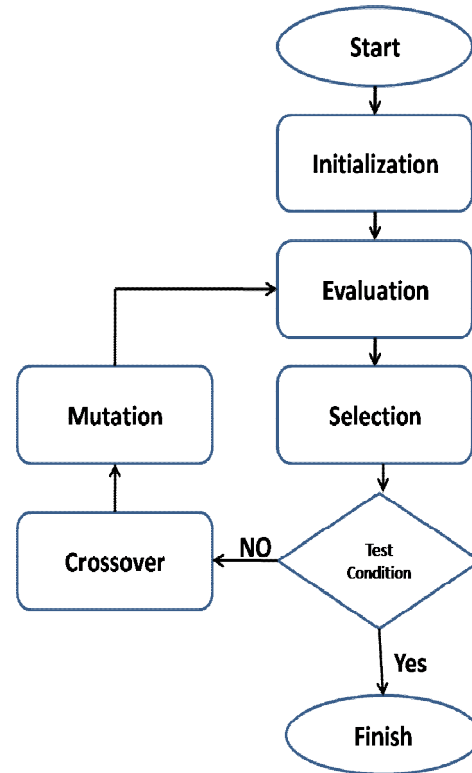 Start
Initialization
Evaluation
Mutation
Selection
Crossover
NO
Test
Condition
Yes
Finish